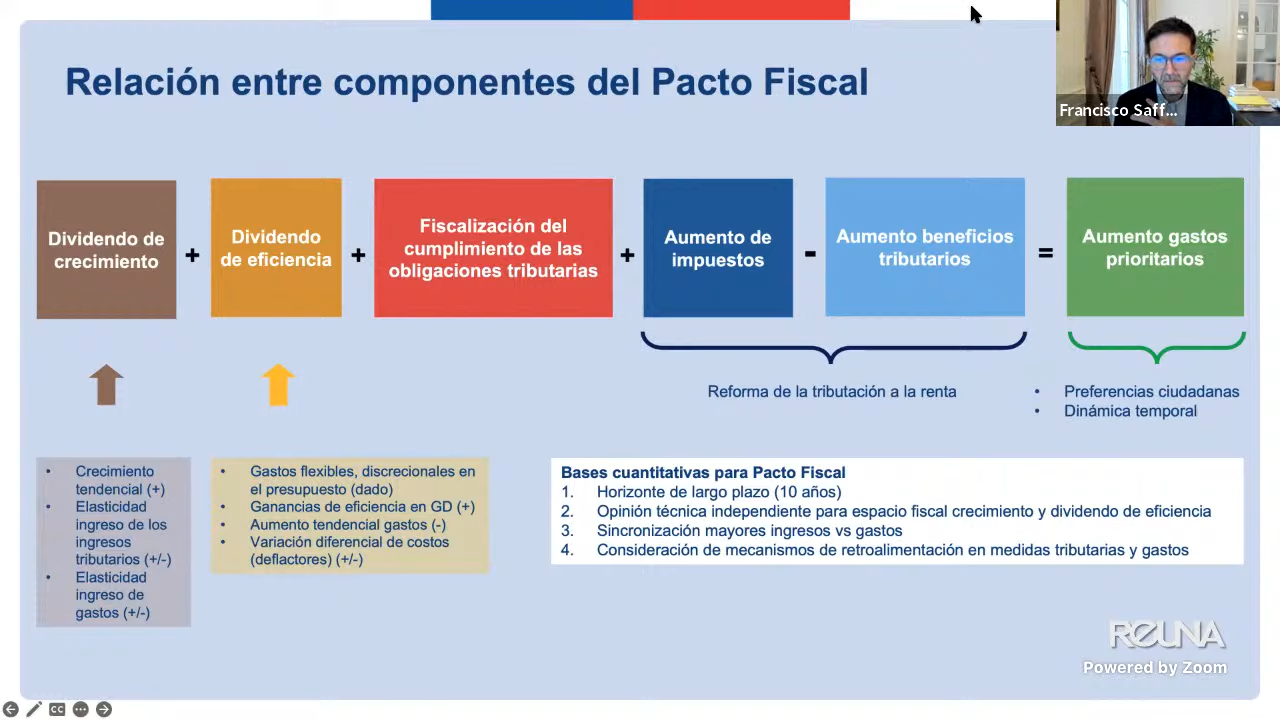 Relación entre componentes del Pacto Fiscal
Francisco Saff...
Dividendo de
crecimiento
+
Dividendo
de eficiencia
+
Fiscalización del
cumplimiento de las
obligaciones tributarias
+
Aumento de
impuestos
-
Aumento beneficios
tributarios
=
Aumento gastos
prioritarios
Reforma de la tributación a la renta
• Preferencias ciudadanas
• Dinámica temporal
• Crecimiento
tendencial (+)
• Elasticidad
ingreso de los
ingresos
tributarios (+/-)
• Elasticidad
ingreso de
gastos (+/-)
• Gastos flexibles, discrecionales en
el presupuesto (dado)
• Ganancias de eficiencia en GD (+)
• Aumento tendencial gastos (-)
• Variación diferencial de costos
(deflactores) (+/-)
Bases cuantitativas para Pacto Fiscal
1. Horizonte de largo plazo (10 años)
2. Opinión técnica independiente para espacio fiscal crecimiento y dividendo de eficiencia
3. Sincronización mayores ingresos vs gastos
4. Consideración de mecanismos de retroalimentación en medidas tributarias y gastos
REUNA
Powered by Zoom
CC